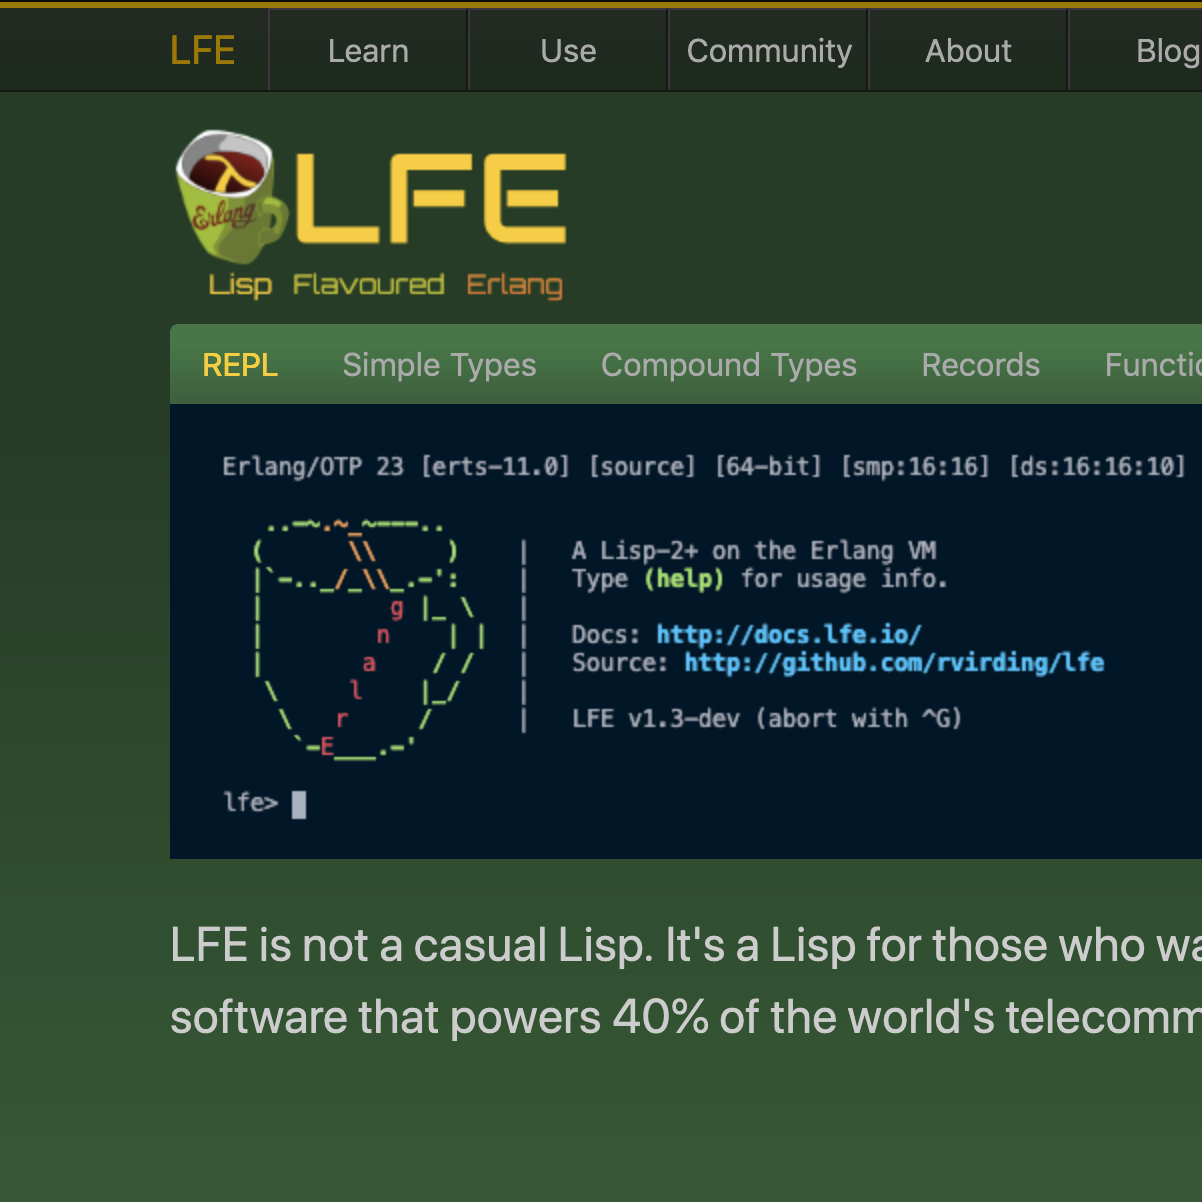 LFE Learn Use Community About Blog
Erlang
LFE
Lisp Flavoured Erlang
REPL Simple Types Compound Types Records Functio
Erlang/OTP 23 [erts-11.0] [source] [64-bit] [smp:16:16] [ds:16:16:10]
   ..-~.~_~---..
  (      \\     )    |   A Lisp-2+ on the Erlang VM
  |`-.._/_\\_.-':    |   Type (help) for usage info.
  |         g |_ \   |
  |        n    | |  |   Docs: http://docs.lfe.io/
  |       a    / /   |   Source: http://github.com/rvirding/lfe
   \     l    |_/    |
    \   r     /      |   LFE v1.3-dev (abort with ^G)
     `-E___.-'
lfe>
LFE is not a casual Lisp. It's a Lisp for those who wa
software that powers 40% of the world's telecomm